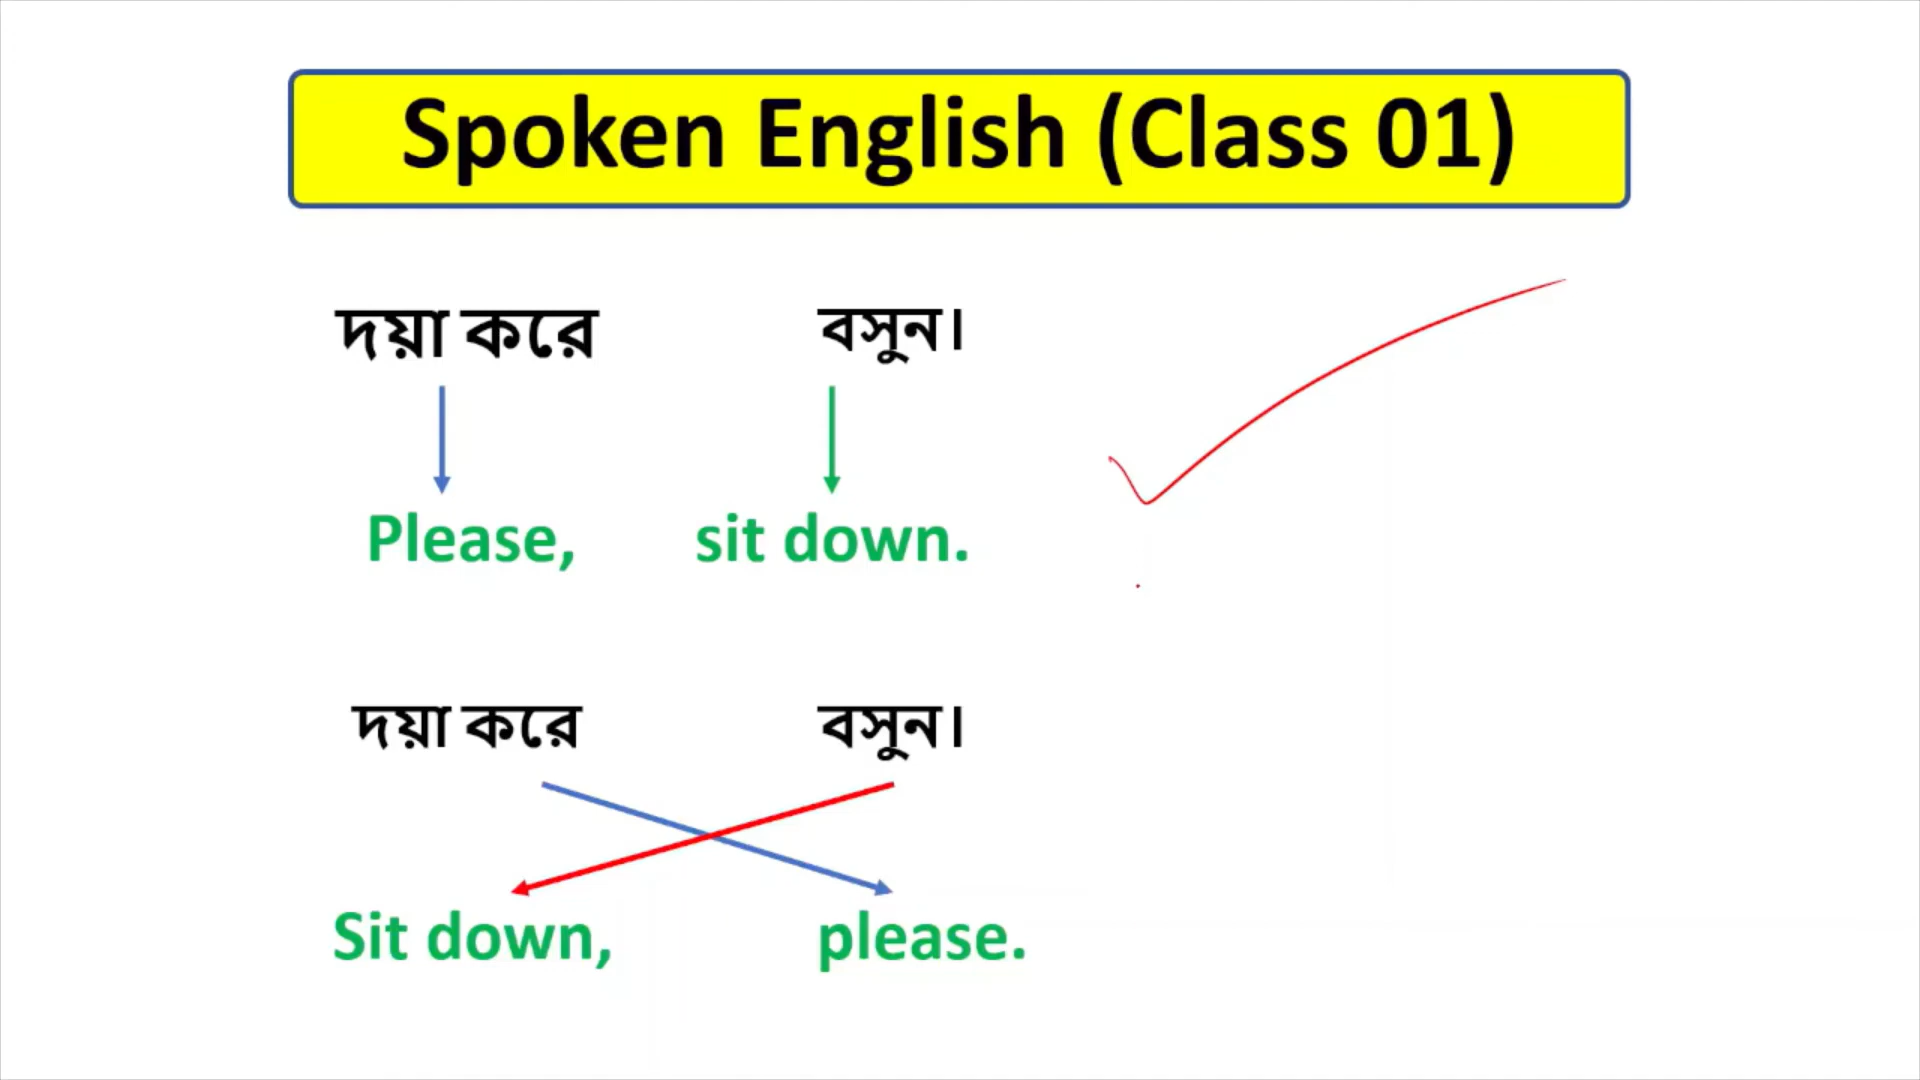 Spoken English (Class 01)
দয়া করে বসুন।
Please, sit down.
দয়া করে বসুন।
Sit down, please.